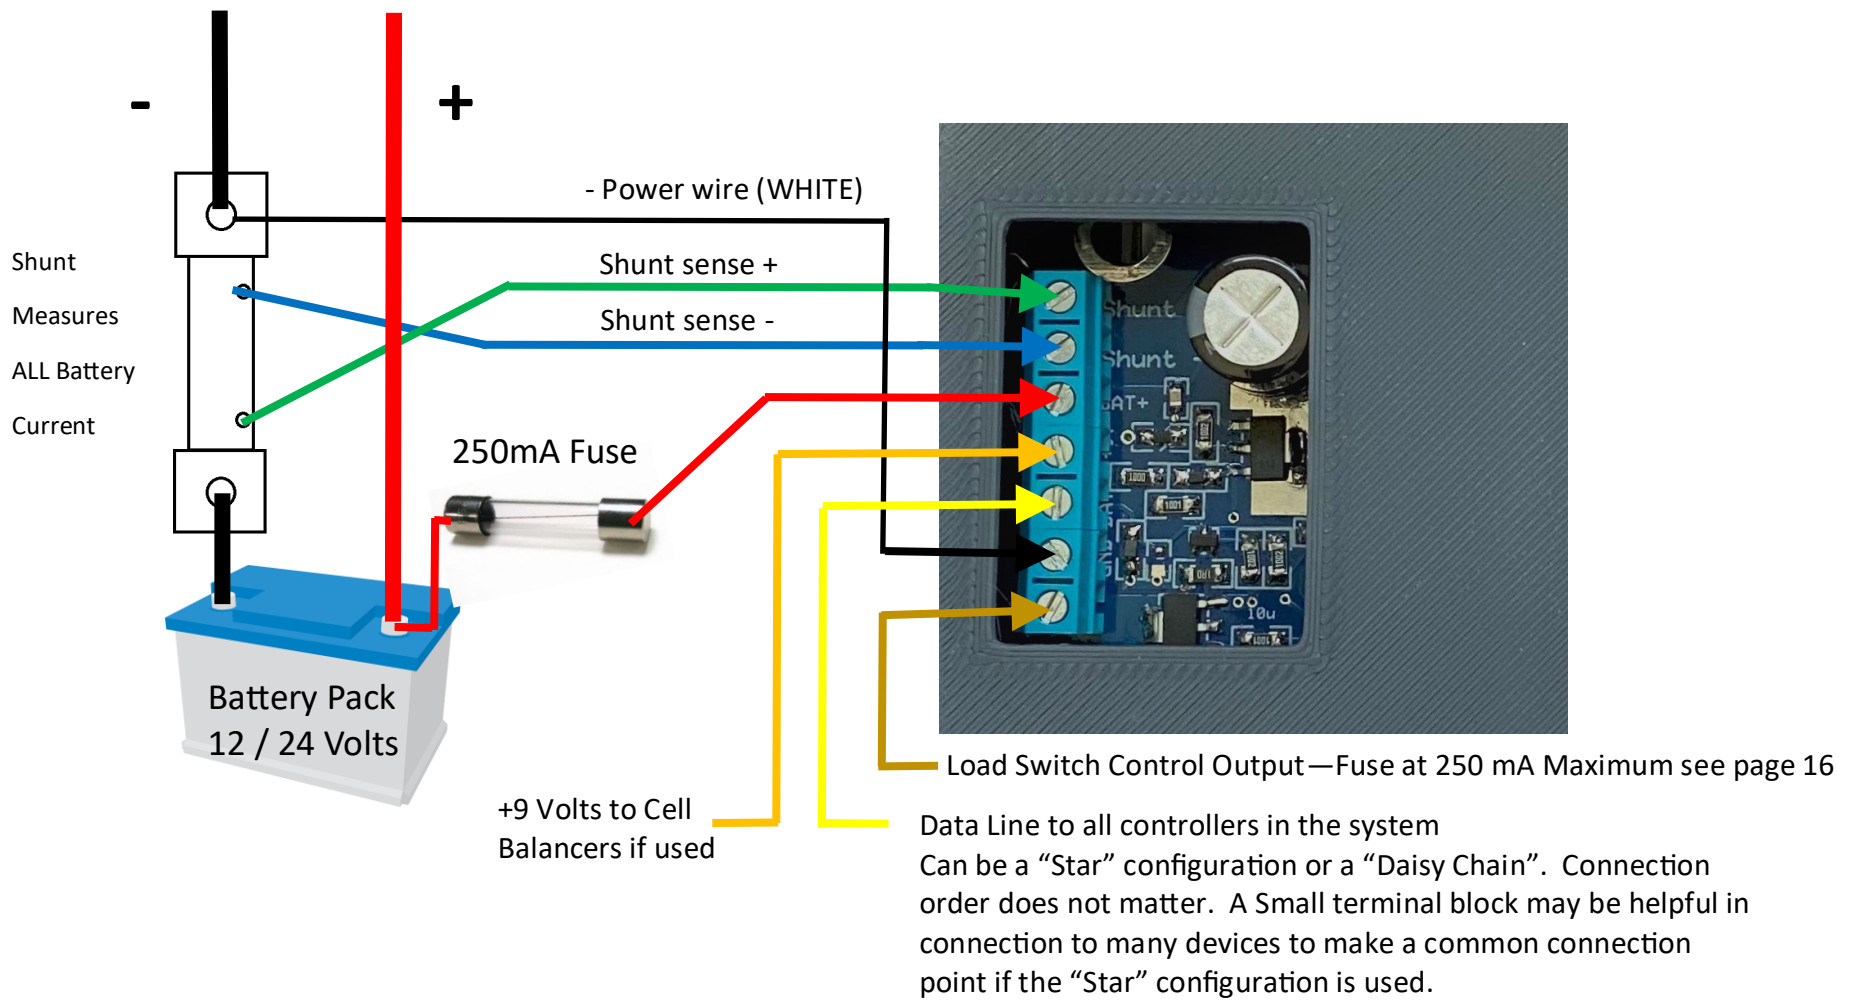 -
+
- Power wire (WHITE)
Shunt
Measures
ALL Battery
Current
Shunt sense +
Shunt sense -
250mA Fuse
Shunt
Shunt
10u
Battery Pack
12 / 24 Volts
Load Switch Control Output—Fuse at 250 mA Maximum see page 16
+9 Volts to Cell
Balancers if used
Data Line to all controllers in the system
Can be a “Star” configuration or a “Daisy Chain”.  Connection
order does not matter.  A Small terminal block may be helpful in
connection to many devices to make a common connection
point if the “Star” configuration is used.